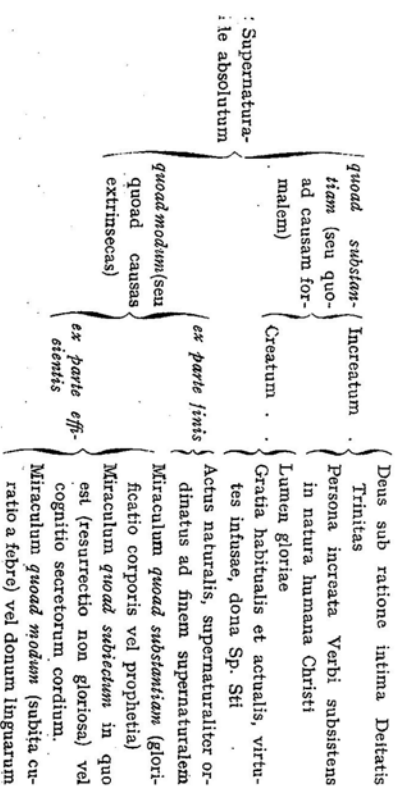 : Supernatura-
: le absolutum
quoad substan-
tiam (seu quo-
ad causam for-
malem)
Increatum .
Deus sub ratione intima Deitatis
Trinitas
Persona increata Verbi subsistens
in natura humana Christi
Creatum . .
Lumen gloriae
Gratia habitualis et actualis, virtu-
tes infusae, dona Sp. Sti
quoad modum (seu
quoad causas
extrinsecas)
ex parte finis
Actus naturalis, supernaturaliter or-
dinatus ad finem supernaturalem
ex parte effi-
cientis
Miraculum quoad substantiam (glori-
ficatio corporis vel prophetia)
Miraculum quoad subiectum in quo
est (resurrectio non gloriosa) vel
cognitio secretorum cordium.
Miraculum quoad modum (subita cu-
ratio a febre) vel donum linguarum